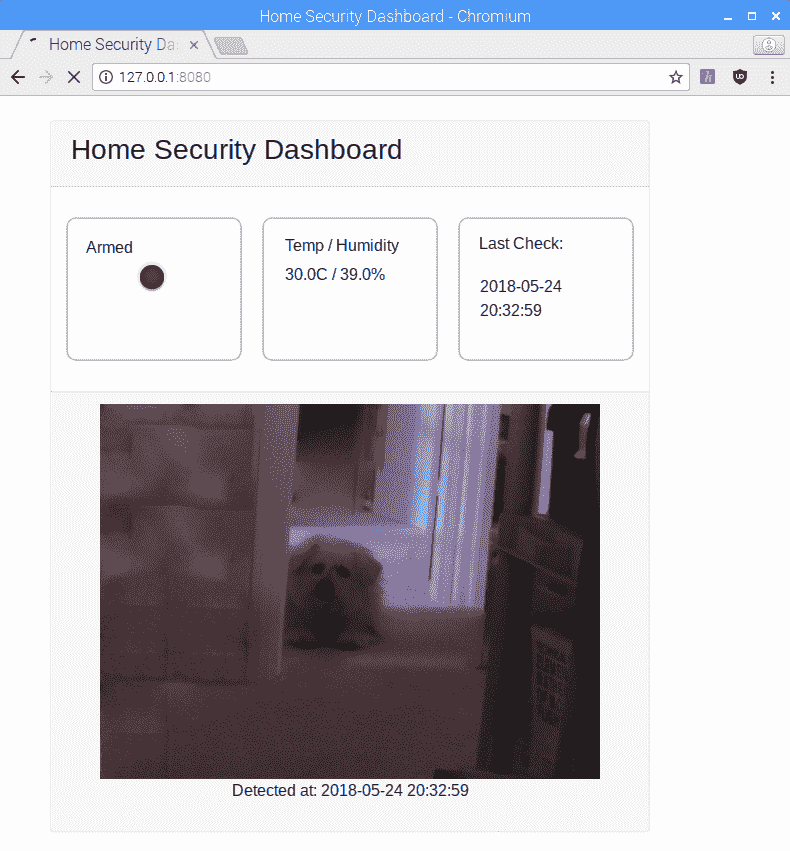 Home Security Dashboard - Chromium
Home Security Da
127.0.0.1:8080
Home Security Dashboard
Armed
Temp / Humidity
30.0C / 39.0%
Last Check:
2018-05-24
20:32:59
Detected at: 2018-05-24 20:32:59